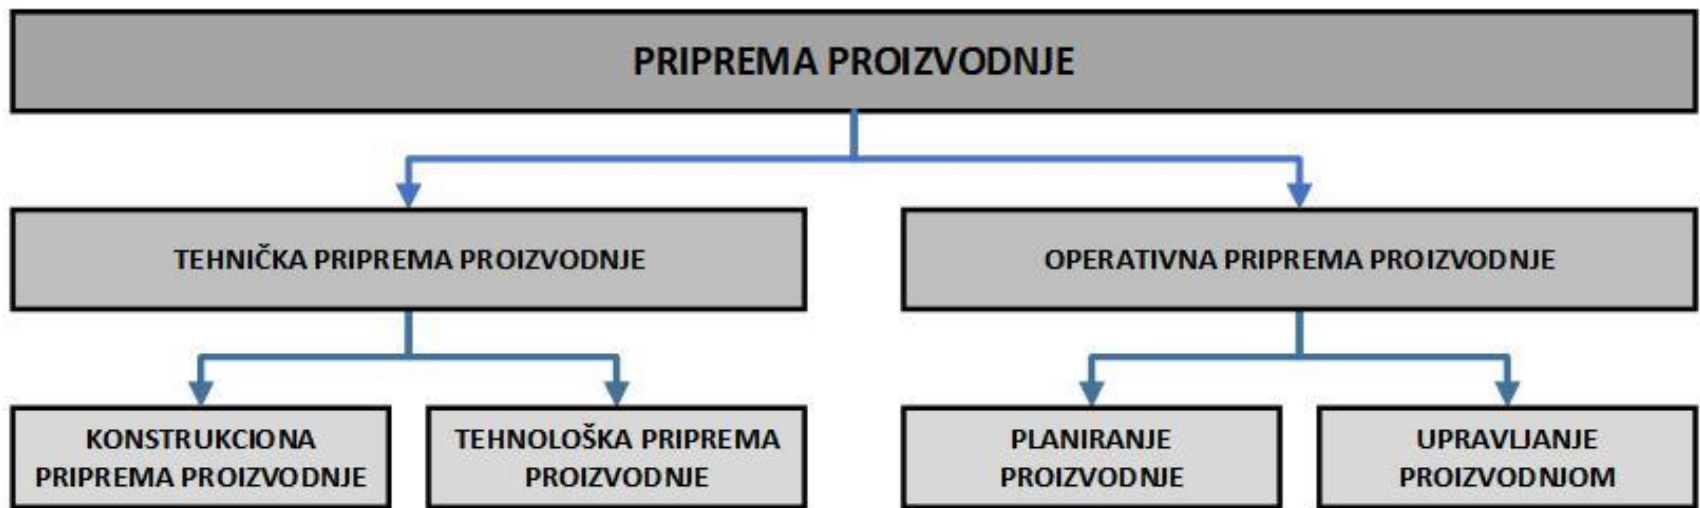 PRIPREMA PROIZVODNJE
TEHNIČKA PRIPREMA PROIZVODNJE
OPERATIVNA PRIPREMA PROIZVODNJE
KONSTRUKCIONA
PRIPREMA PROIZVODNJE
TEHNOLOŠKA PRIPREMA
PROIZVODNJE
PLANIRANJE
PROIZVODNJE
UPRAVLJANJE
PROIZVODNJOM